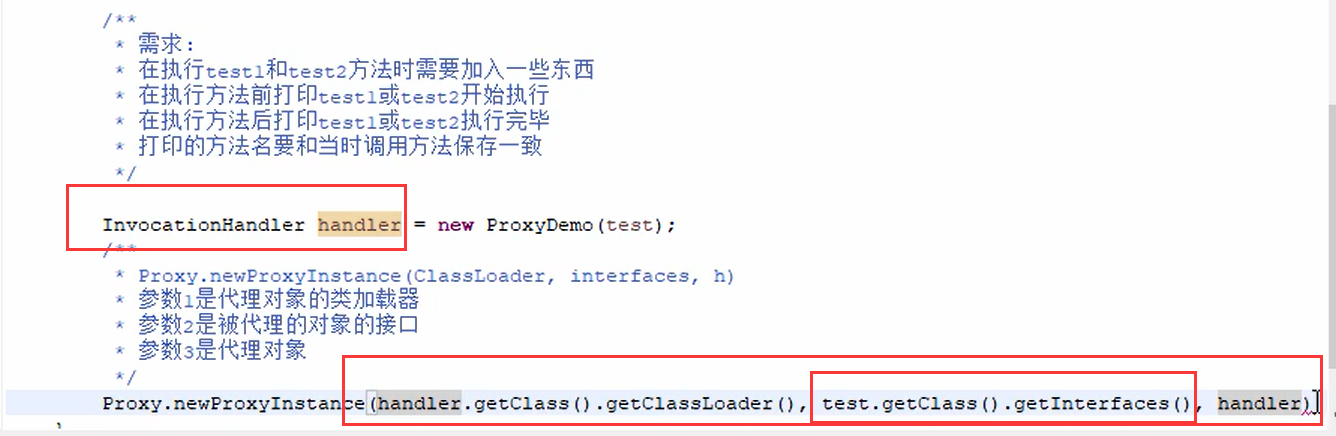 /**
* 需求:
* 在执行test1和test2方法时需要加入一些东西
* 在执行方法前打印test1或test2开始执行
* 在执行方法后打印test1或test2执行完毕
* 打印的方法名要和当时调用方法保存一致
*/
InvocationHandler handler = new ProxyDemo(test);
/**
* Proxy.newProxyInstance(ClassLoader, interfaces, h)
* 参数1是代理对象的类加载器
* 参数2是被代理的对象的接口
* 参数3是代理对象
*/
Proxy.newProxyInstance(handler.getClass().getClassLoader(), test.getClass().getInterfaces(), handler)